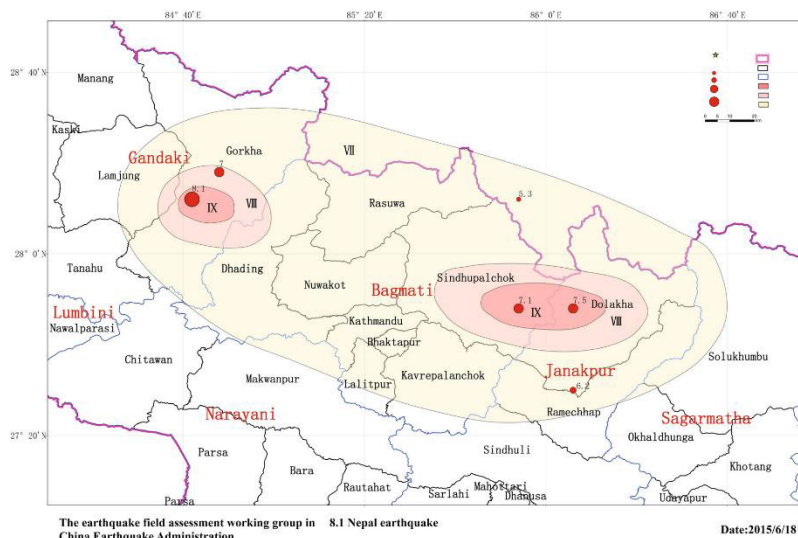 84°40′E 85°20′E 86°0′E 86°40′E
28°40′
28°0′
27°20′
Manang
Kaski
Gandaki
Gorkha
7
Ⅶ
Lamjung
8.1
Ⅸ
Ⅷ
Rasuwa
5.3
Tanahu
Dhading
Nuwakot
Sindhupalchok
Bagmati
7.1
7.5
Dolakha
Ⅸ
Ⅷ
Lumbini
Nawalparasi
Kathmandu
Bhaktapur
Solukhumbu
Chitawan
Makwanpur
Lalitpur
Kavrepalanchok
Janakpur
6.2
Narayani
Ramechhap
Sagarmatha
Okhaldhunga
Parsa
Bara
Sindhuli
Khotang
Rautahat
Sarlahi
Mahottari
Dhanusa
Udayapur
Parsa
The earthquake field assessment working group in 8.1 Nepal earthquake
China Earthquake Administration
Date:2015/6/18